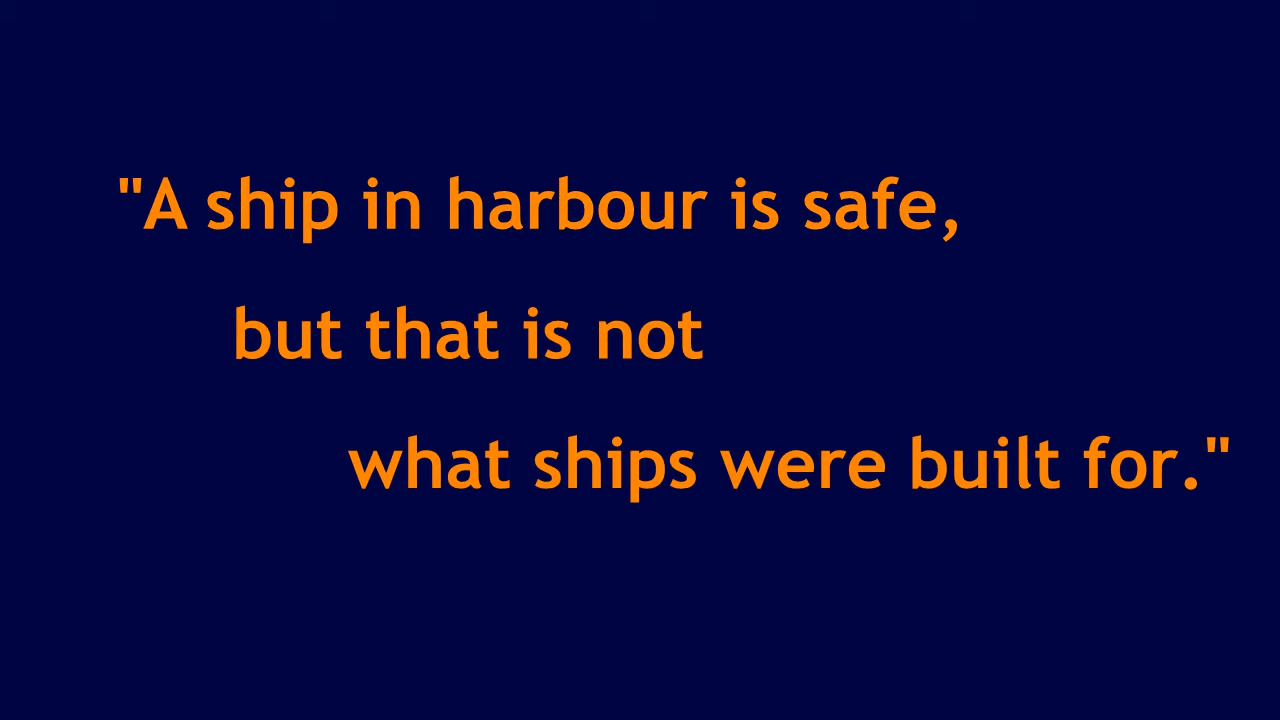 "A ship in harbour is safe,
but that is not
what ships were built for."